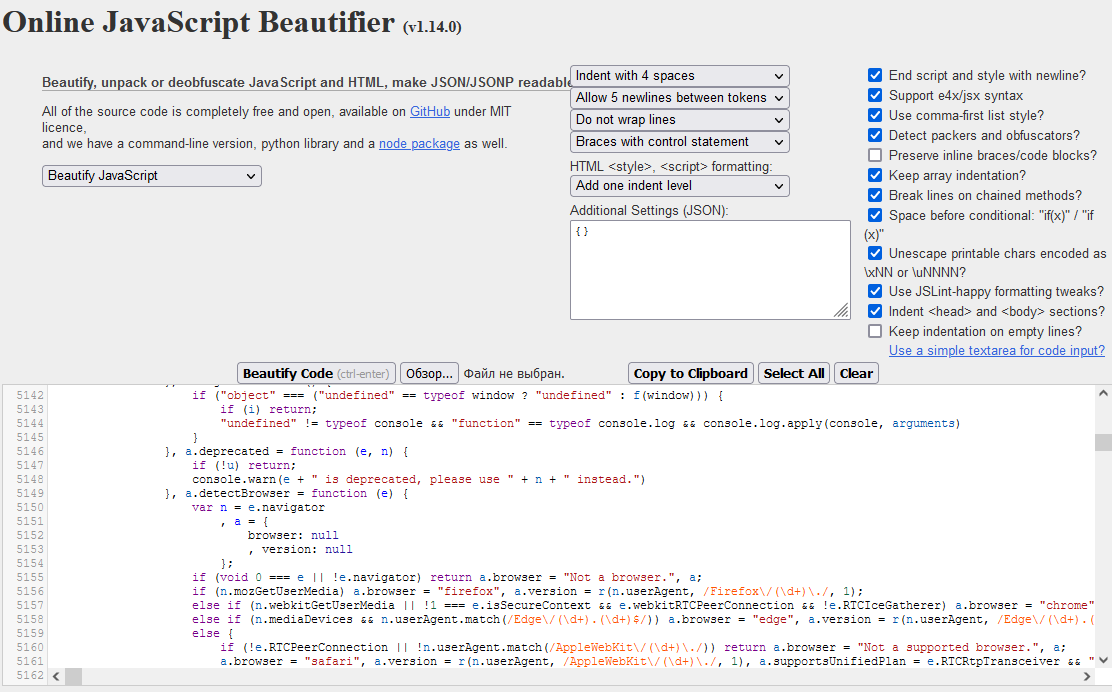 Online JavaScript Beautifier (v1.14.0)
Beautify, unpack or deobfuscate JavaScript and HTML, make JSON/JSONP readable
All of the source code is completely free and open, available on GitHub under MIT
licence,
and we have a command-line version, python library and a node package as well.
Beautify JavaScript
Indent with 4 spaces
Allow 5 newlines between tokens
Do not wrap lines
Braces with control statement
HTML <style>, <script> formatting:
Add one indent level
Additional Settings (JSON):
{}
End script and style with newline?
Support e4x/jsx syntax
Use comma-first list style?
Detect packers and obfuscators?
Preserve inline braces/code blocks?
Keep array indentation?
Break lines on chained methods?
Space before conditional: "if(x)" / "if
(x)"
Unescape printable chars encoded as
\xNN or \uNNNN?
Use JSLint-happy formatting tweaks?
Indent <head> and <body> sections?
Keep indentation on empty lines?
Use a simple textarea for code input?
Beautify Code (ctrl-enter) Обзор... Файл не выбран. Copy to Clipboard Select All Clear
5142 if ("object" === ("undefined" == typeof window ? "undefined" : f(window))) {
5143 if (i) return;
5144 "undefined" != typeof console && "function" == typeof console.log && console.log.apply(console, arguments)
5145 }
5146 }, a.deprecated = function (e, n) {
5147 if (!u) return;
5148 console.warn(e + " is deprecated, please use " + n + " instead.")
5149 }, a.detectBrowser = function (e) {
5150 var n = e.navigator
5151 , a = {
5152 browser: null
5153 , version: null
5154 };
5155 if (void 0 === e || !e.navigator) return a.browser = "Not a browser.", a;
5156 if (n.mozGetUserMedia) a.browser = "firefox", a.version = r(n.userAgent, /Firefox\/(\d+)\./, 1);
5157 else if (n.webkitGetUserMedia || !1 === e.isSecureContext && e.webkitRTCPeerConnection && !e.RTCIceGatherer) a.browser = "chrome"
5158 else if (n.mediaDevices && n.userAgent.match(/Edge\/(\d+).(\d+)$/)) a.browser = "edge", a.version = r(n.userAgent, /Edge\/(\d+).(
5159 else {
5160 if (!e.RTCPeerConnection || !n.userAgent.match(/AppleWebKit\/(\d+)\./)) return a.browser = "Not a supported browser.", a;
5161 a.browser = "safari", a.version = r(n.userAgent, /AppleWebKit\/(\d+)\./, 1), a.supportsUnifiedPlan = e.RTCRtpTransceiver && "
5162